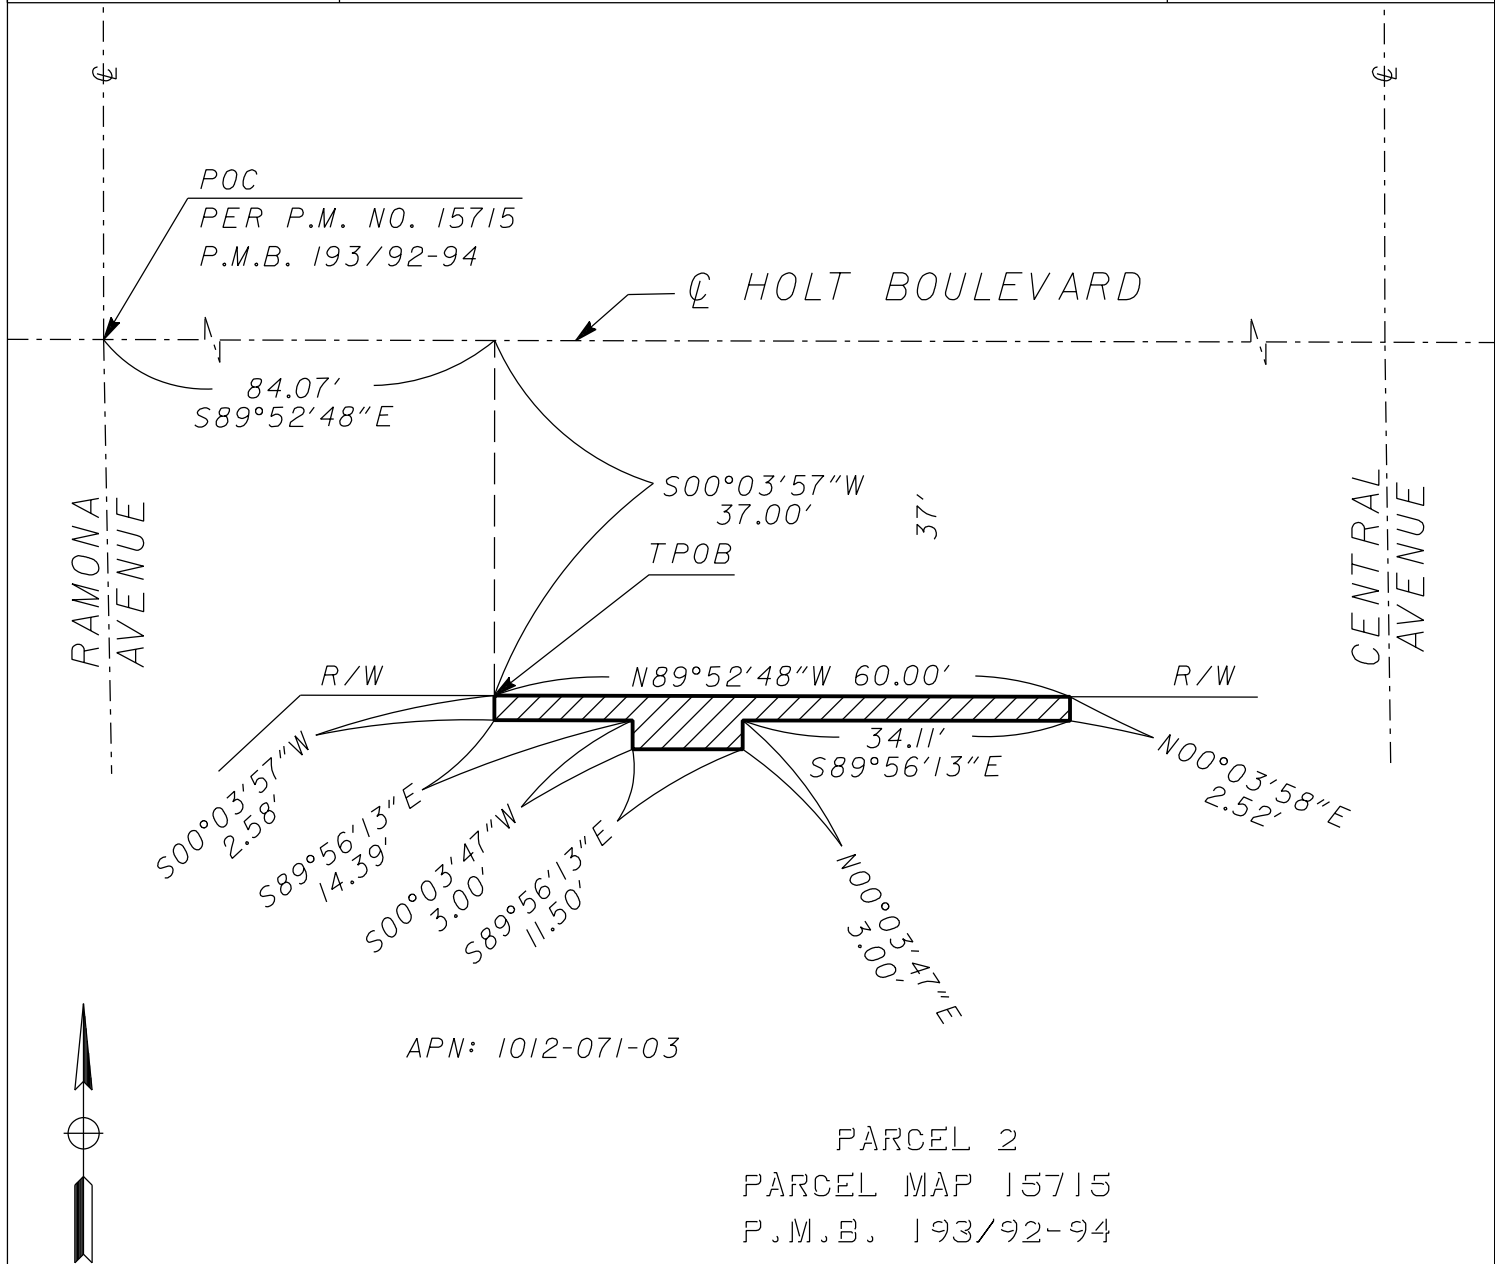 ℄
℄
POC
PER P.M. NO. 15715
P.M.B. 193/92-94
℄ HOLT BOULEVARD
84.07'
S89°52'48"E
S00°03'57"W
37.00'
37'
TPOB
RAMONA
AVENUE
CENTRAL
AVENUE
R/W
N89°52'48"W 60.00'
R/W
34.11'
S89°56'13"E
S00°03'57"W
2.58'
S89°56'13"E
14.39'
S00°03'47"W
3.00'
S89°56'13"E
11.50'
N00°03'47"E
3.00'
N00°03'58"E
2.52'
APN: 1012-071-03
PARCEL 2
PARCEL MAP 15715
P.M.B. 193/92-94